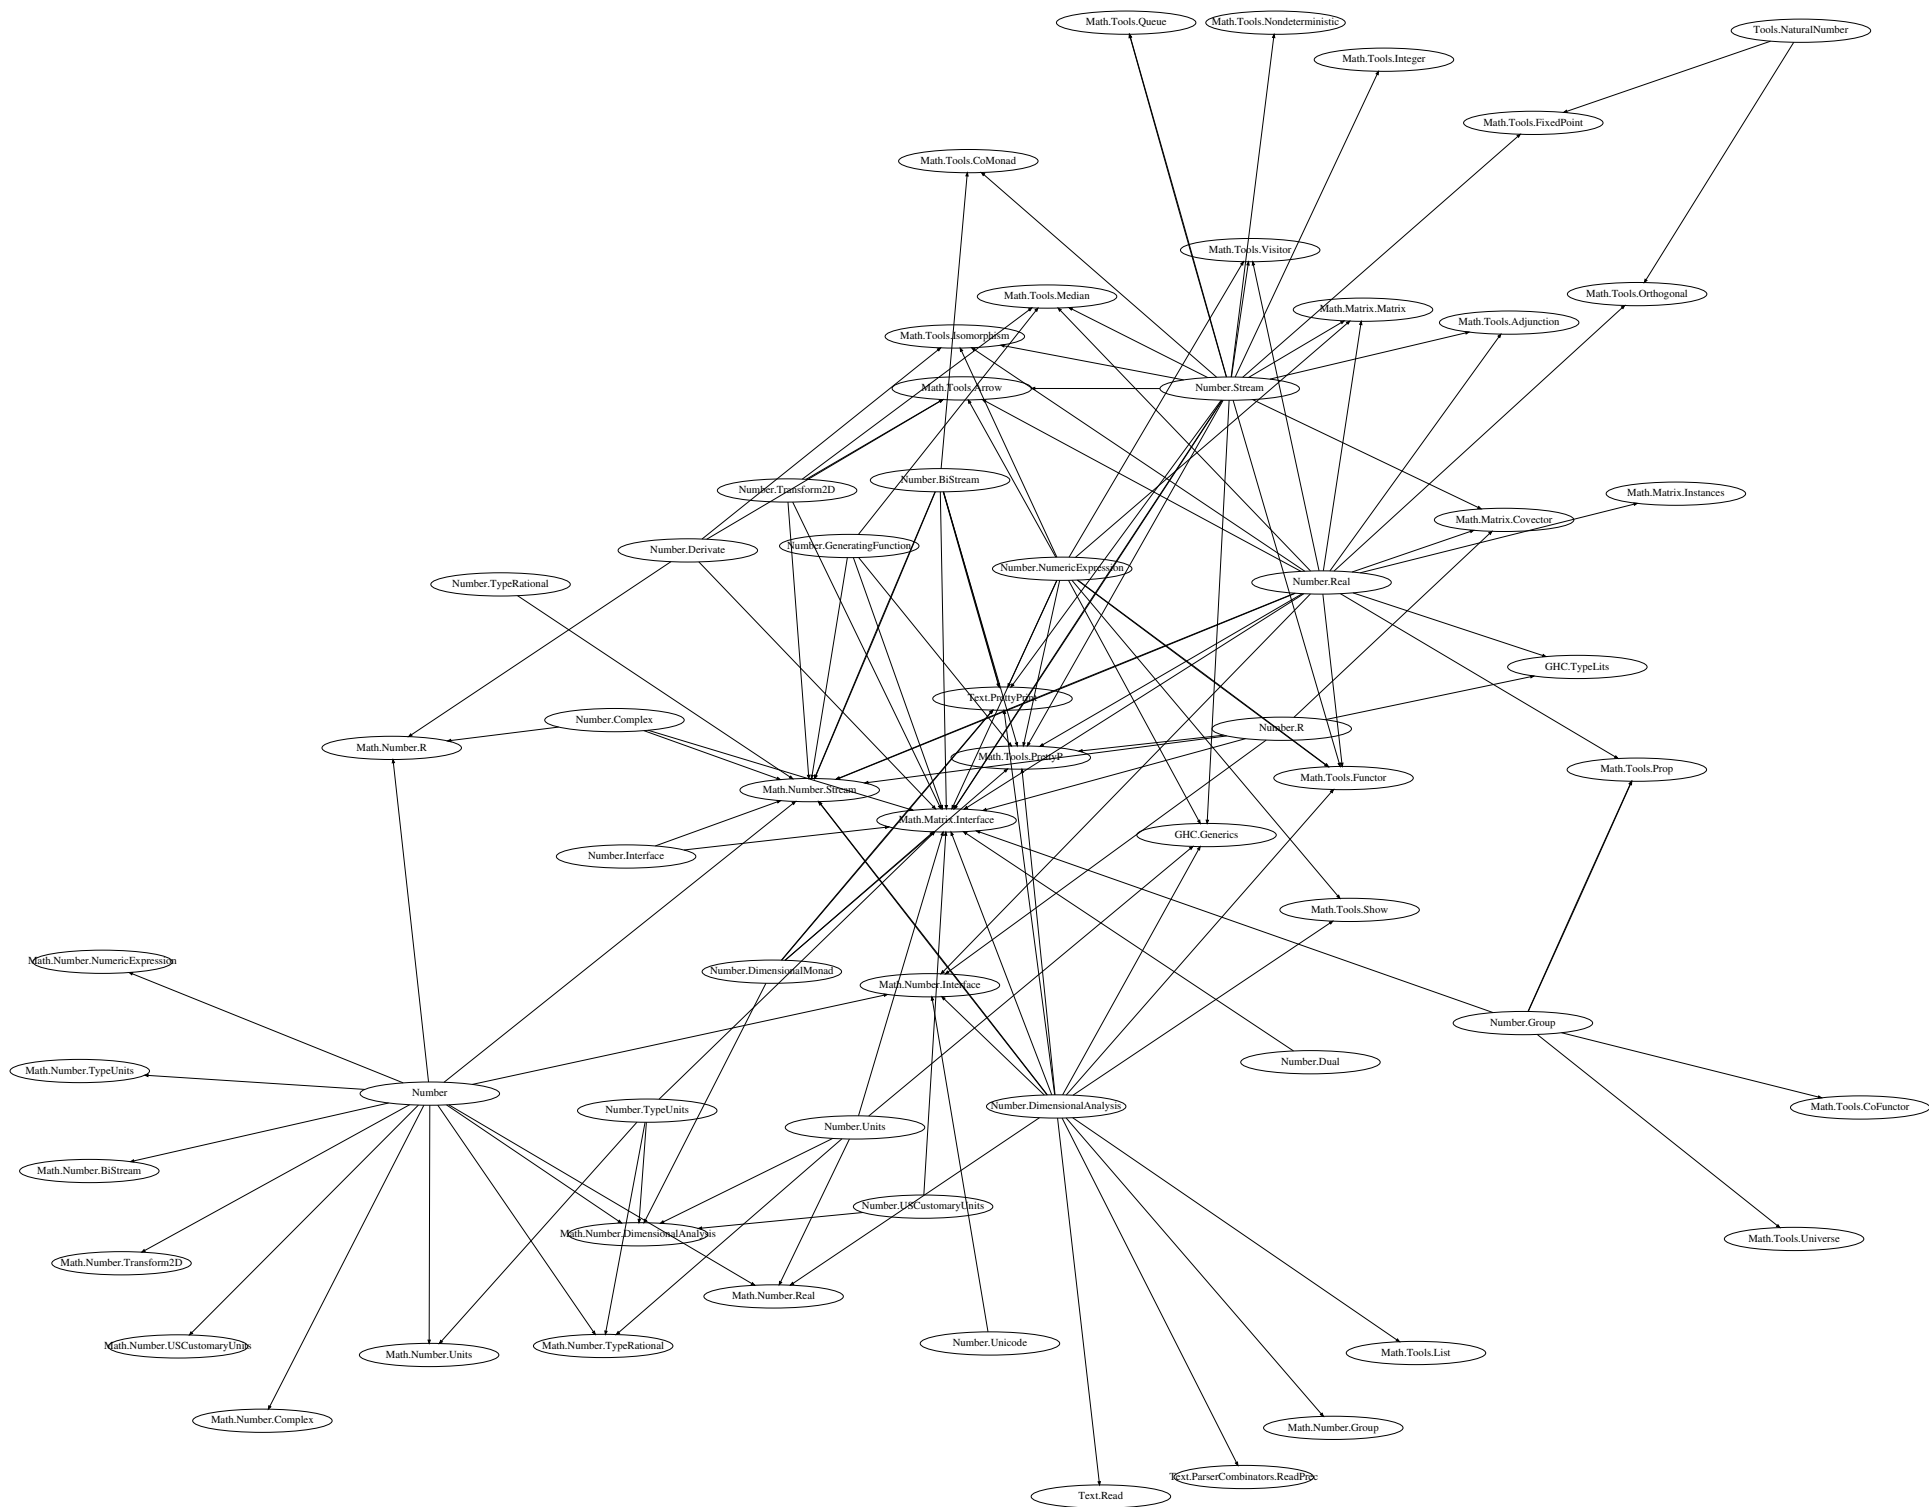 Math.Tools.Queue
Math.Tools.Nondeterministic
Tools.NaturalNumber
Math.Tools.Integer
Math.Tools.FixedPoint
Math.Tools.CoMonad
Math.Tools.Visitor
Math.Tools.Median
Math.Tools.Orthogonal
Math.Matrix.Matrix
Math.Tools.Adjunction
Math.Tools.Isomorphism
Math.Tools.Arrow
Number.Stream
Number.BiStream
Number.Transform2D
Math.Matrix.Instances
Math.Matrix.Covector
Number.Derivate
Number.GeneratingFunction
Number.NumericExpression
Number.TypeRational
Number.Real
GHC.TypeLits
Text.PrettyPrint
Number.Complex
Number.R
Math.Number.R
Math.Tools.PrettyP
Math.Tools.Prop
Math.Tools.Functor
Math.Number.Stream
Math.Matrix.Interface
GHC.Generics
Number.Interface
Math.Tools.Show
Math.Number.NumericExpression
Number.DimensionalMonad
Math.Number.Interface
Number.Group
Number.Dual
Math.Number.TypeUnits
Number
Number.TypeUnits
Number.DimensionalAnalysis
Math.Tools.CoFunctor
Number.Units
Math.Number.BiStream
Number.USCustomaryUnits
Math.Number.DimensionalAnalysis
Math.Tools.Universe
Math.Number.Transform2D
Math.Number.Real
Number.Unicode
Math.Number.USCustomaryUnits
Math.Number.TypeRational
Math.Tools.List
Math.Number.Units
Math.Number.Complex
Math.Number.Group
Text.ParserCombinators.ReadPrec
Text.Read